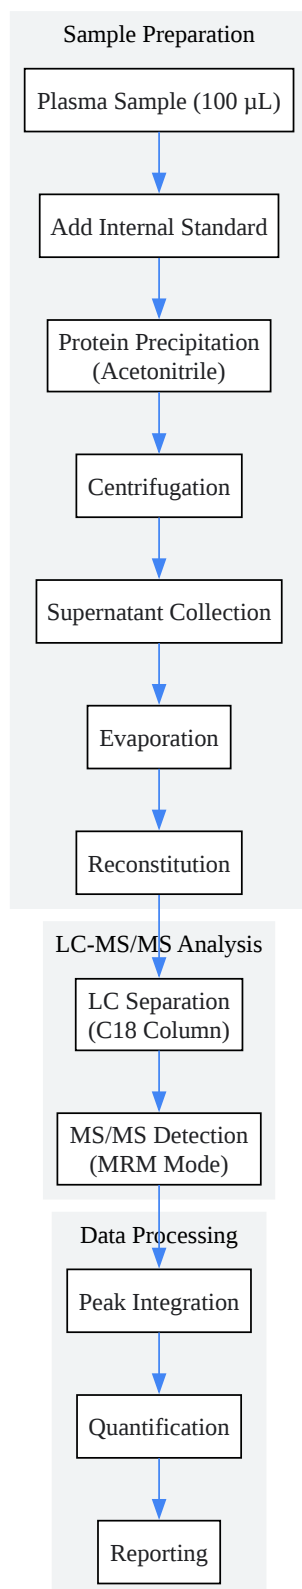 Sample Preparation
Plasma Sample (100 µL)
Add Internal Standard
Protein Precipitation
(Acetonitrile)
Centrifugation
Supernatant Collection
Evaporation
Reconstitution
LC-MS/MS Analysis
LC Separation
(C18 Column)
MS/MS Detection
(MRM Mode)
Data Processing
Peak Integration
Quantification
Reporting